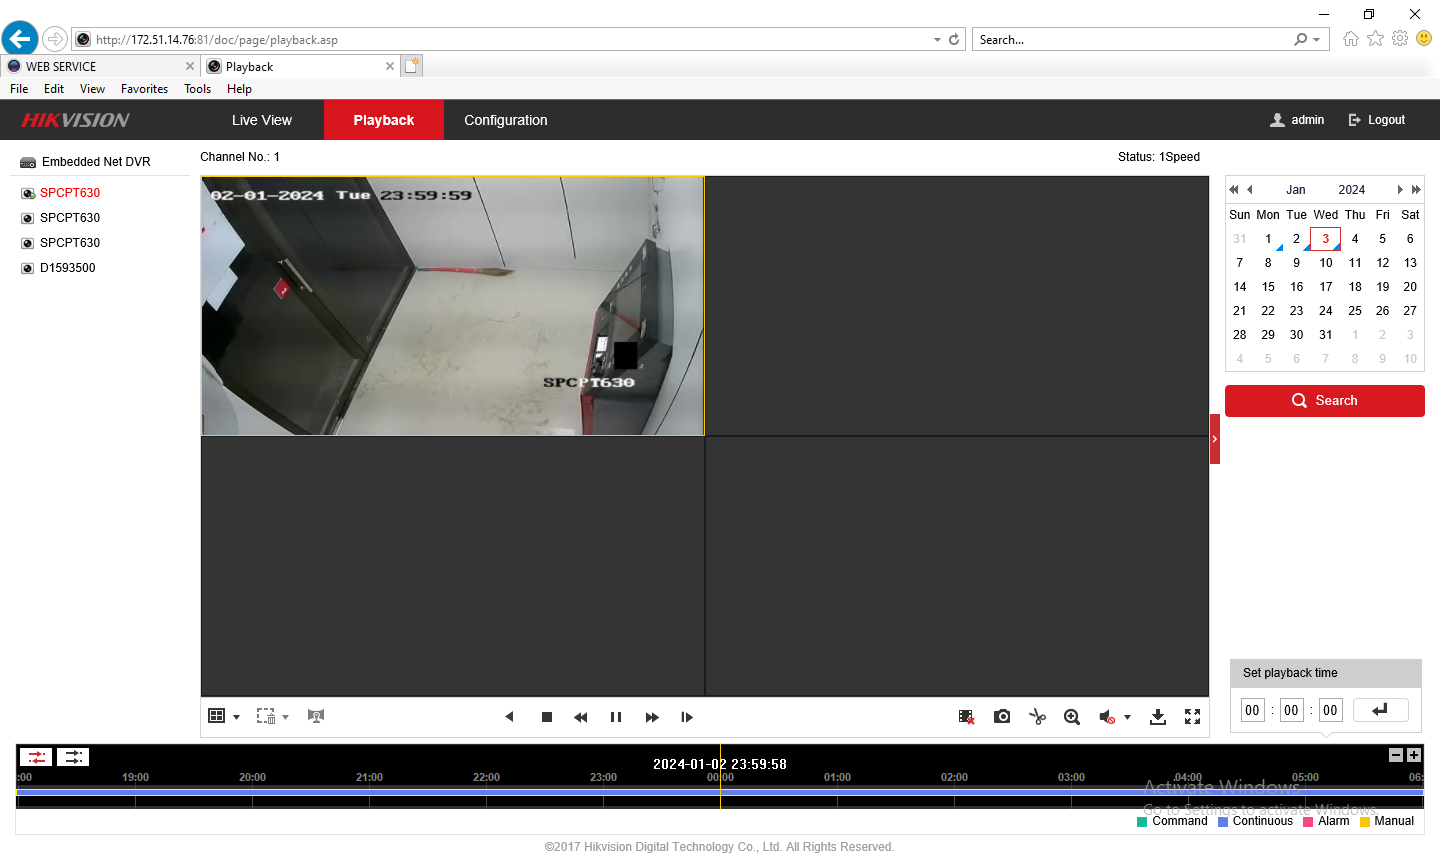 http://172.51.14.76:81/doc/page/playback.asp
Search...
WEB SERVICE
Playback
File Edit View Favorites Tools Help
HIKVISION
Live View
Playback
Configuration
admin
Logout
Embedded Net DVR
SPCPT630
SPCPT630
SPCPT630
D1593500
Channel No.: 1
Status: 1Speed
02-01-2024 Tue 23:59:59
SPCPT630
Jan 2024
Sun Mon Tue Wed Thu Fri Sat
31 1 2 3 4 5 6
7 8 9 10 11 12 13
14 15 16 17 18 19 20
21 22 23 24 25 26 27
28 29 30 31 1 2 3
4 5 6 7 8 9 10
Search
Set playback time
00 : 00 : 00
2024-01-02 23:59:58
:00 19:00 20:00 21:00 22:00 23:00 00:00 01:00 02:00 03:00 04:00 05:00 06:
Activate Windows
Go to Settings to activate Windows.
Command Continuous Alarm Manual
©2017 Hikvision Digital Technology Co., Ltd. All Rights Reserved.